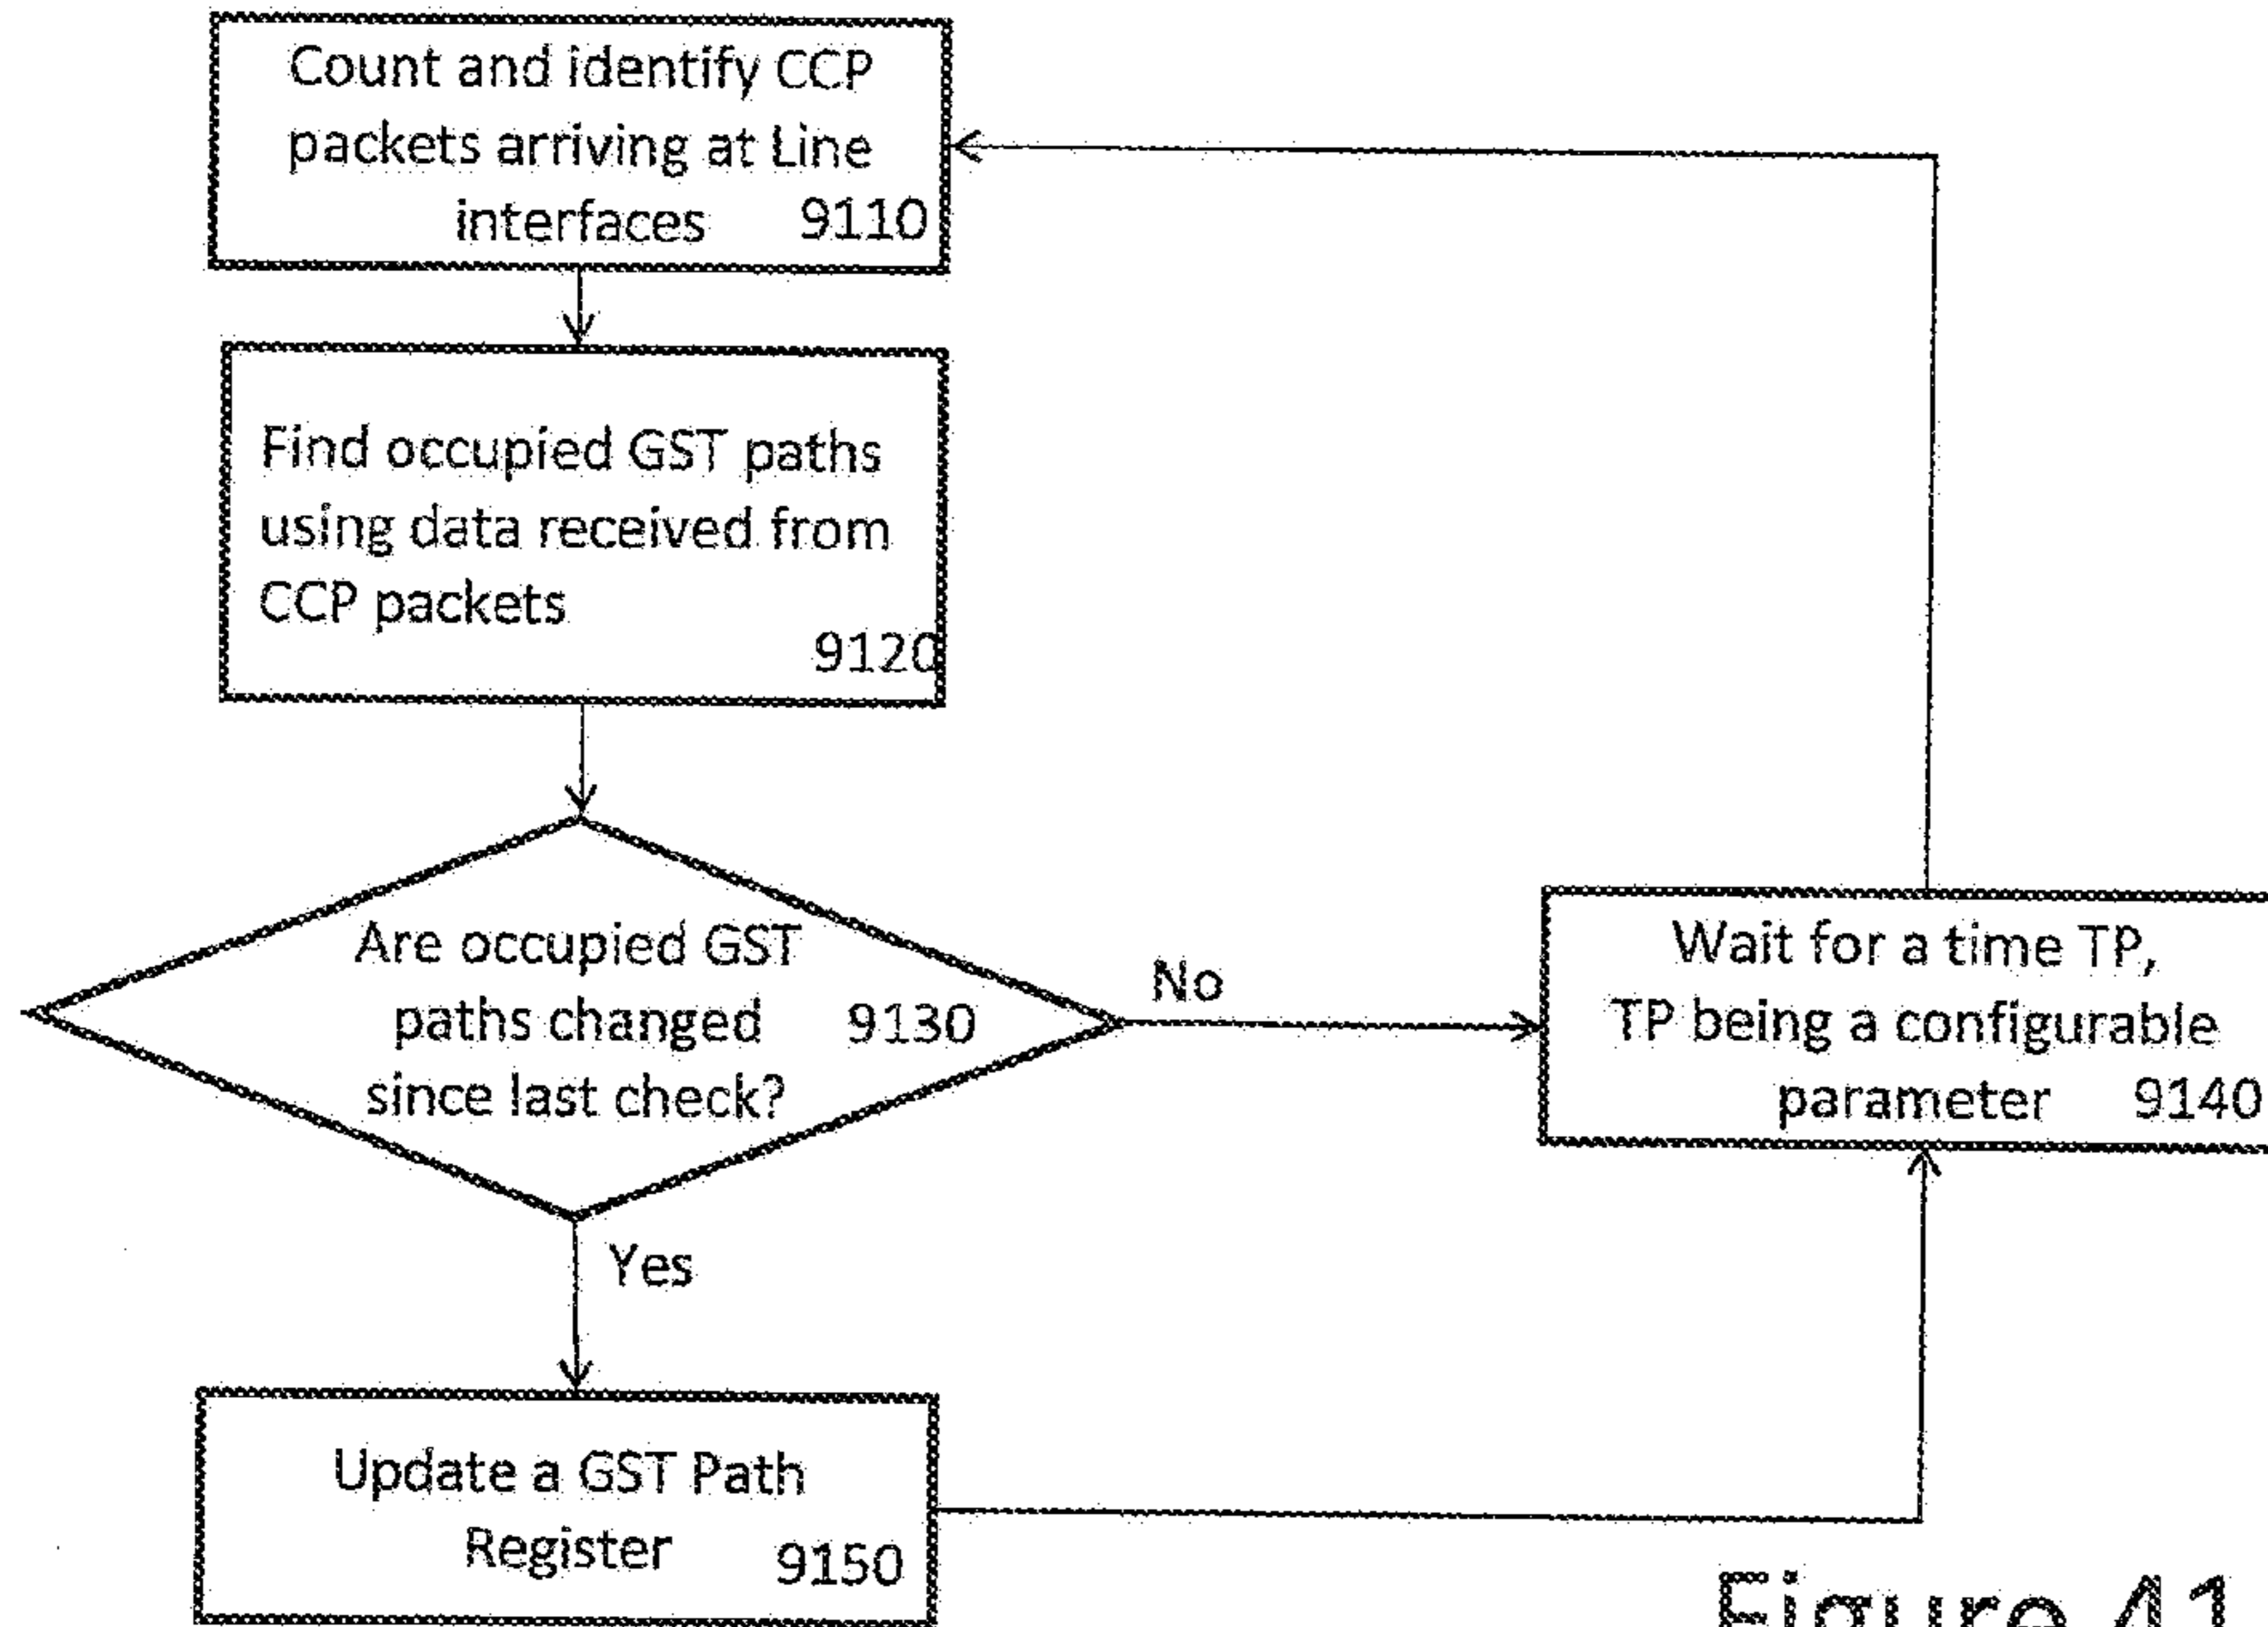 Count and identify CCP
packets arriving at Line
interfaces 9110
Find occupied GST paths
using data received from
CCP packets
9120
Are occupied GST
paths changed 9130
since last check?
No
Wait for a time TP,
TP being a configurable
parameter 9140
Yes
Update a GST Path
Register 9150
Figure 41